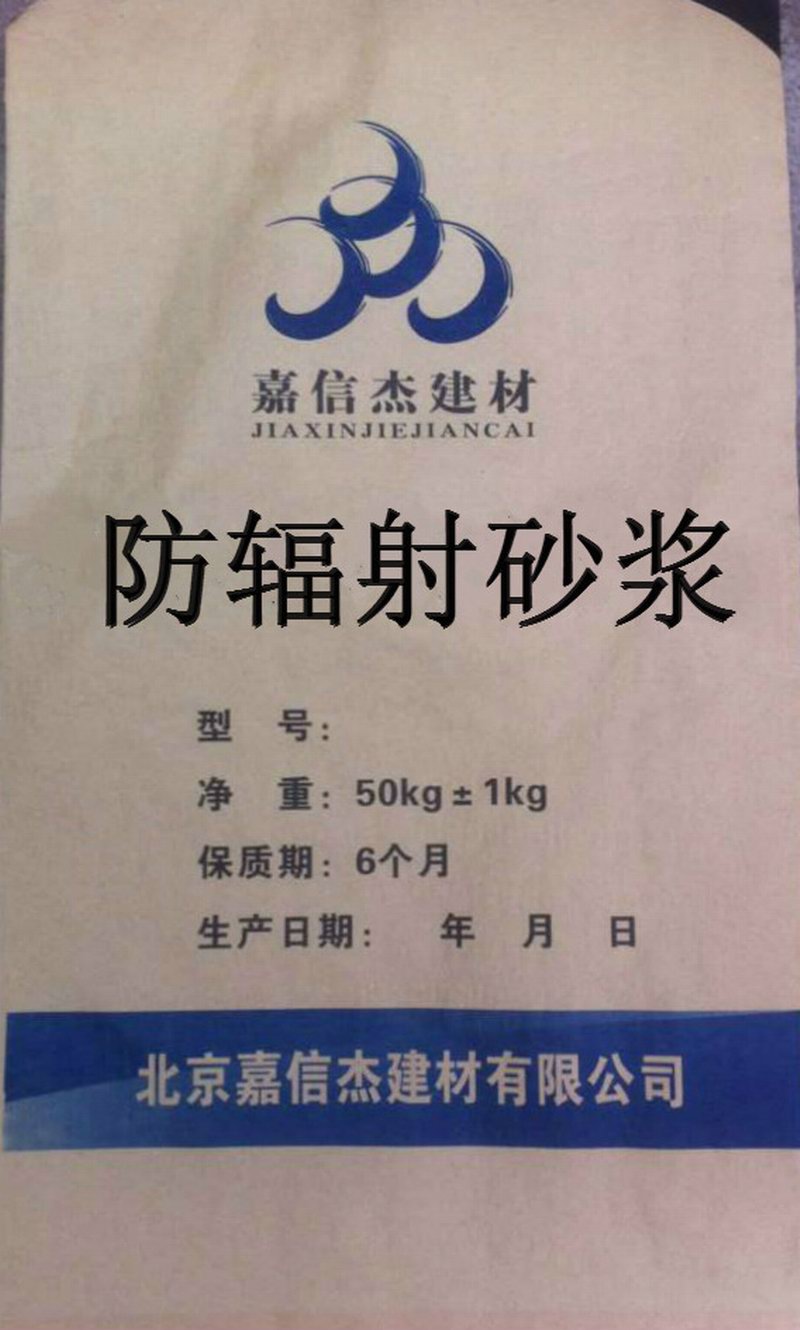 嘉信杰建材
JIAXINJIEJIANCAI
防辐射砂浆
型 号：
净 重：50kg±1kg
保质期：6个月
生产日期： 年 月 日
北京嘉信杰建材有限公司